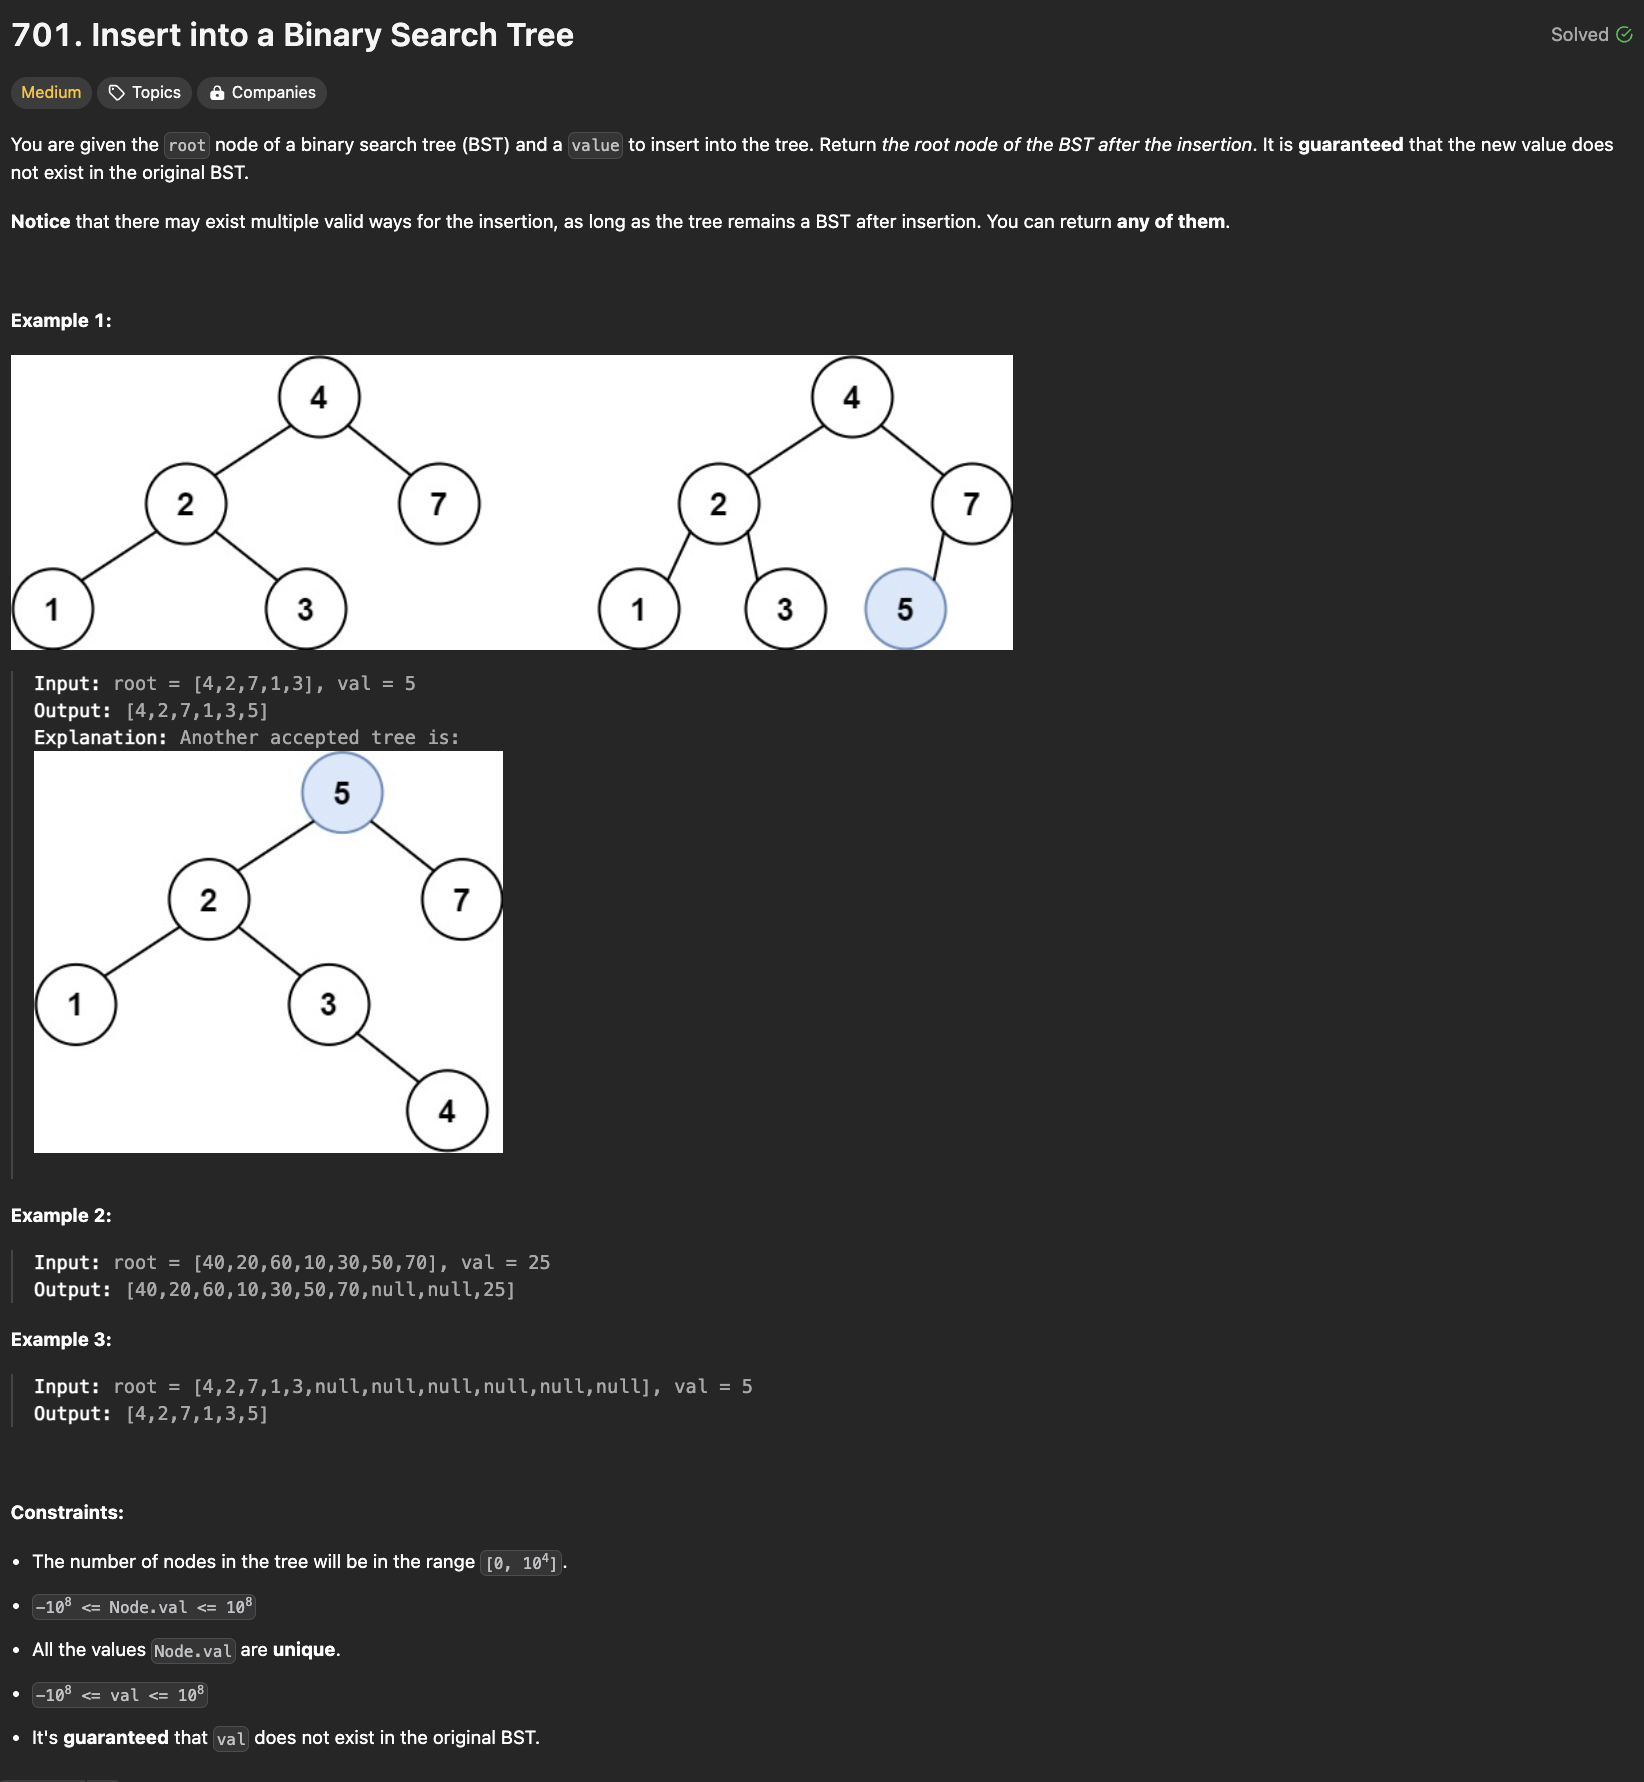 701. Insert into a Binary Search Tree
Solved
Medium Topics Companies
You are given the root node of a binary search tree (BST) and a value to insert into the tree. Return the root node of the BST after the insertion. It is guaranteed that the new value does
not exist in the original BST.
Notice that there may exist multiple valid ways for the insertion, as long as the tree remains a BST after insertion. You can return any of them.
Example 1:
4 4
2 7 2 7
1 3 1 3 5
Input: root = [4,2,7,1,3], val = 5
Output: [4,2,7,1,3,5]
Explanation: Another accepted tree is:
5
2 7
1 3
4
Example 2:
Input: root = [40,20,60,10,30,50,70], val = 25
Output: [40,20,60,10,30,50,70,null,null,25]
Example 3:
Input: root = [4,2,7,1,3,null,null,null,null,null,null], val = 5
Output: [4,2,7,1,3,5]
Constraints:
• The number of nodes in the tree will be in the range [0, 10⁴].
• -10⁸ <= Node.val <= 10⁸
• All the values Node.val are unique.
• -10⁸ <= val <= 10⁸
• It's guaranteed that val does not exist in the original BST.